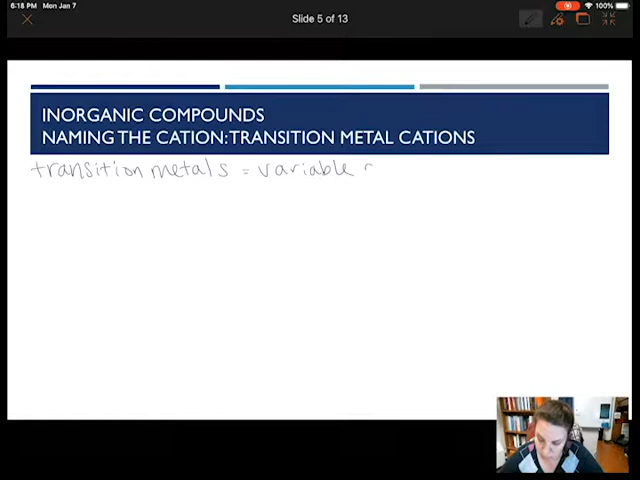 6:18 PM Mon Jan 7
100%
Slide 5 of 13
INORGANIC COMPOUNDS
NAMING THE CATION: TRANSITION METAL CATIONS
transition metals = variable